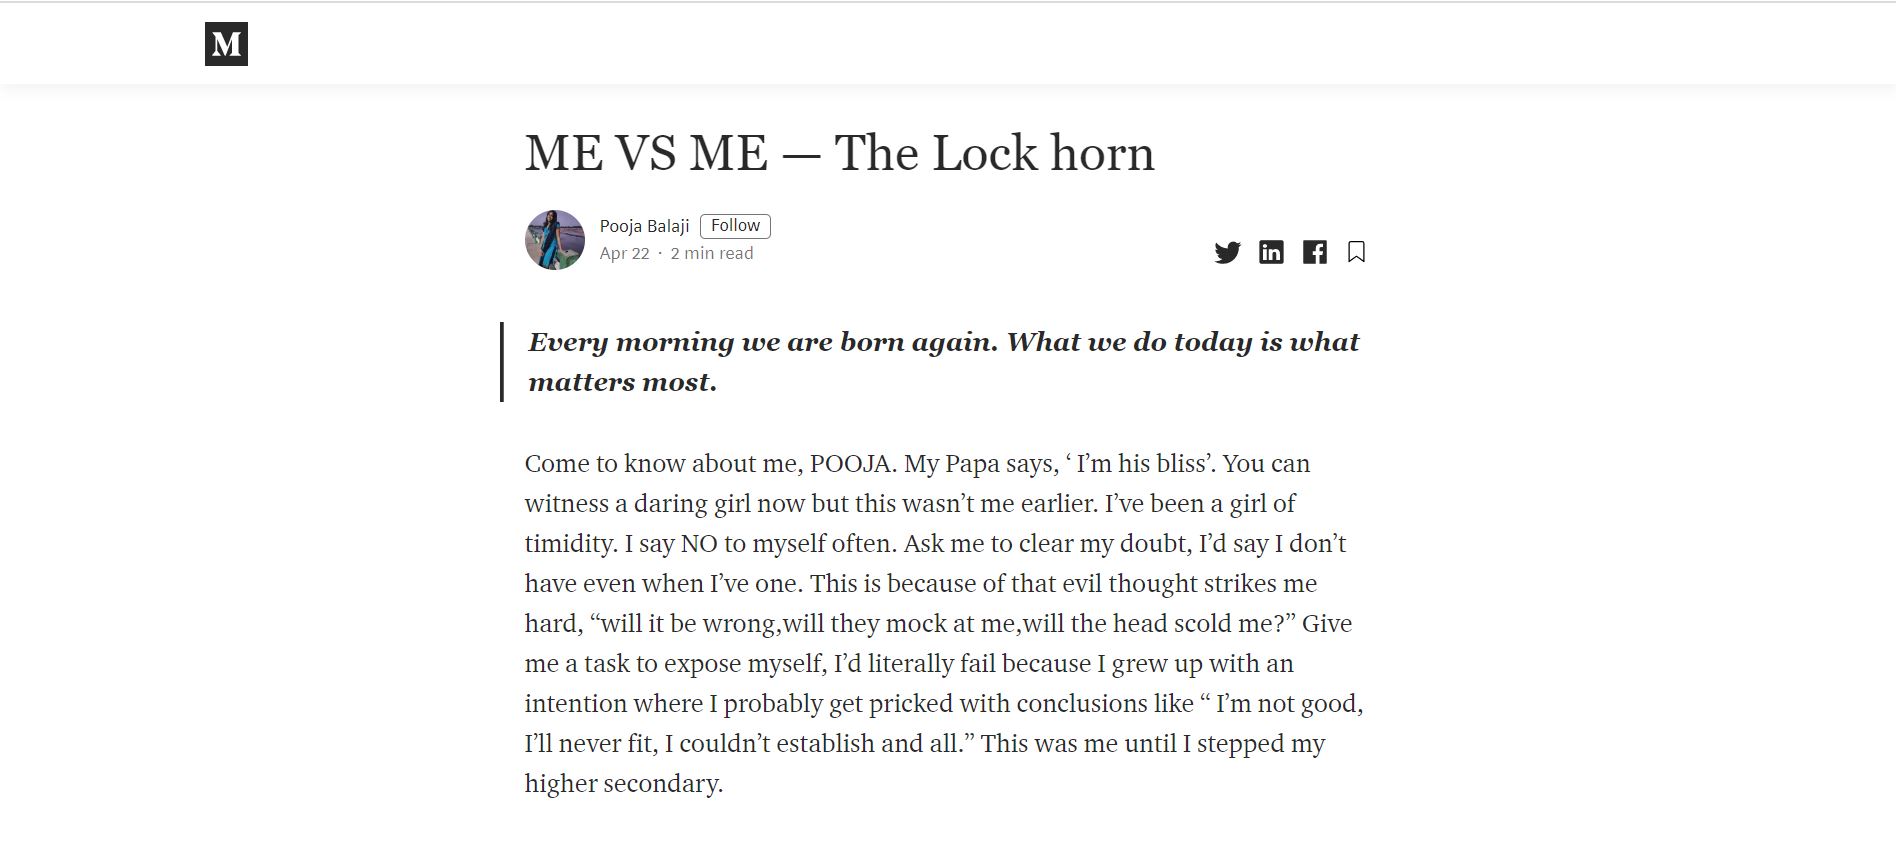 M
ME VS ME — The Lock horn
Pooja Balaji Follow
Apr 22 · 2 min read
Every morning we are born again. What we do today is what
matters most.
Come to know about me, POOJA. My Papa says, ‘ I’m his bliss’. You can
witness a daring girl now but this wasn’t me earlier. I’ve been a girl of
timidity. I say NO to myself often. Ask me to clear my doubt, I’d say I don’t
have even when I’ve one. This is because of that evil thought strikes me
hard, “will it be wrong,will they mock at me,will the head scold me?” Give
me a task to expose myself, I’d literally fail because I grew up with an
intention where I probably get pricked with conclusions like “ I’m not good,
I’ll never fit, I couldn’t establish and all.” This was me until I stepped my
higher secondary.